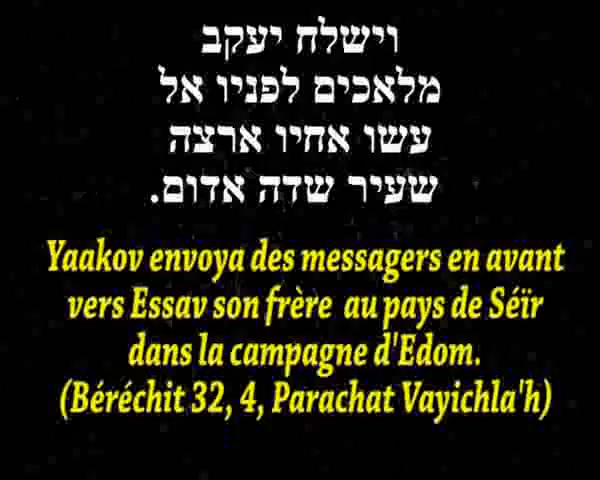 וישלח יעקב
מלאכים לפניו אל
עשו אחיו ארצה
שעיר שדה אדום.
Yaakov envoya des messagers en avant
vers Essav son frère au pays de Séïr
dans la campagne d'Edom.
(Béréchit 32, 4, Parachat Vayichla'h)